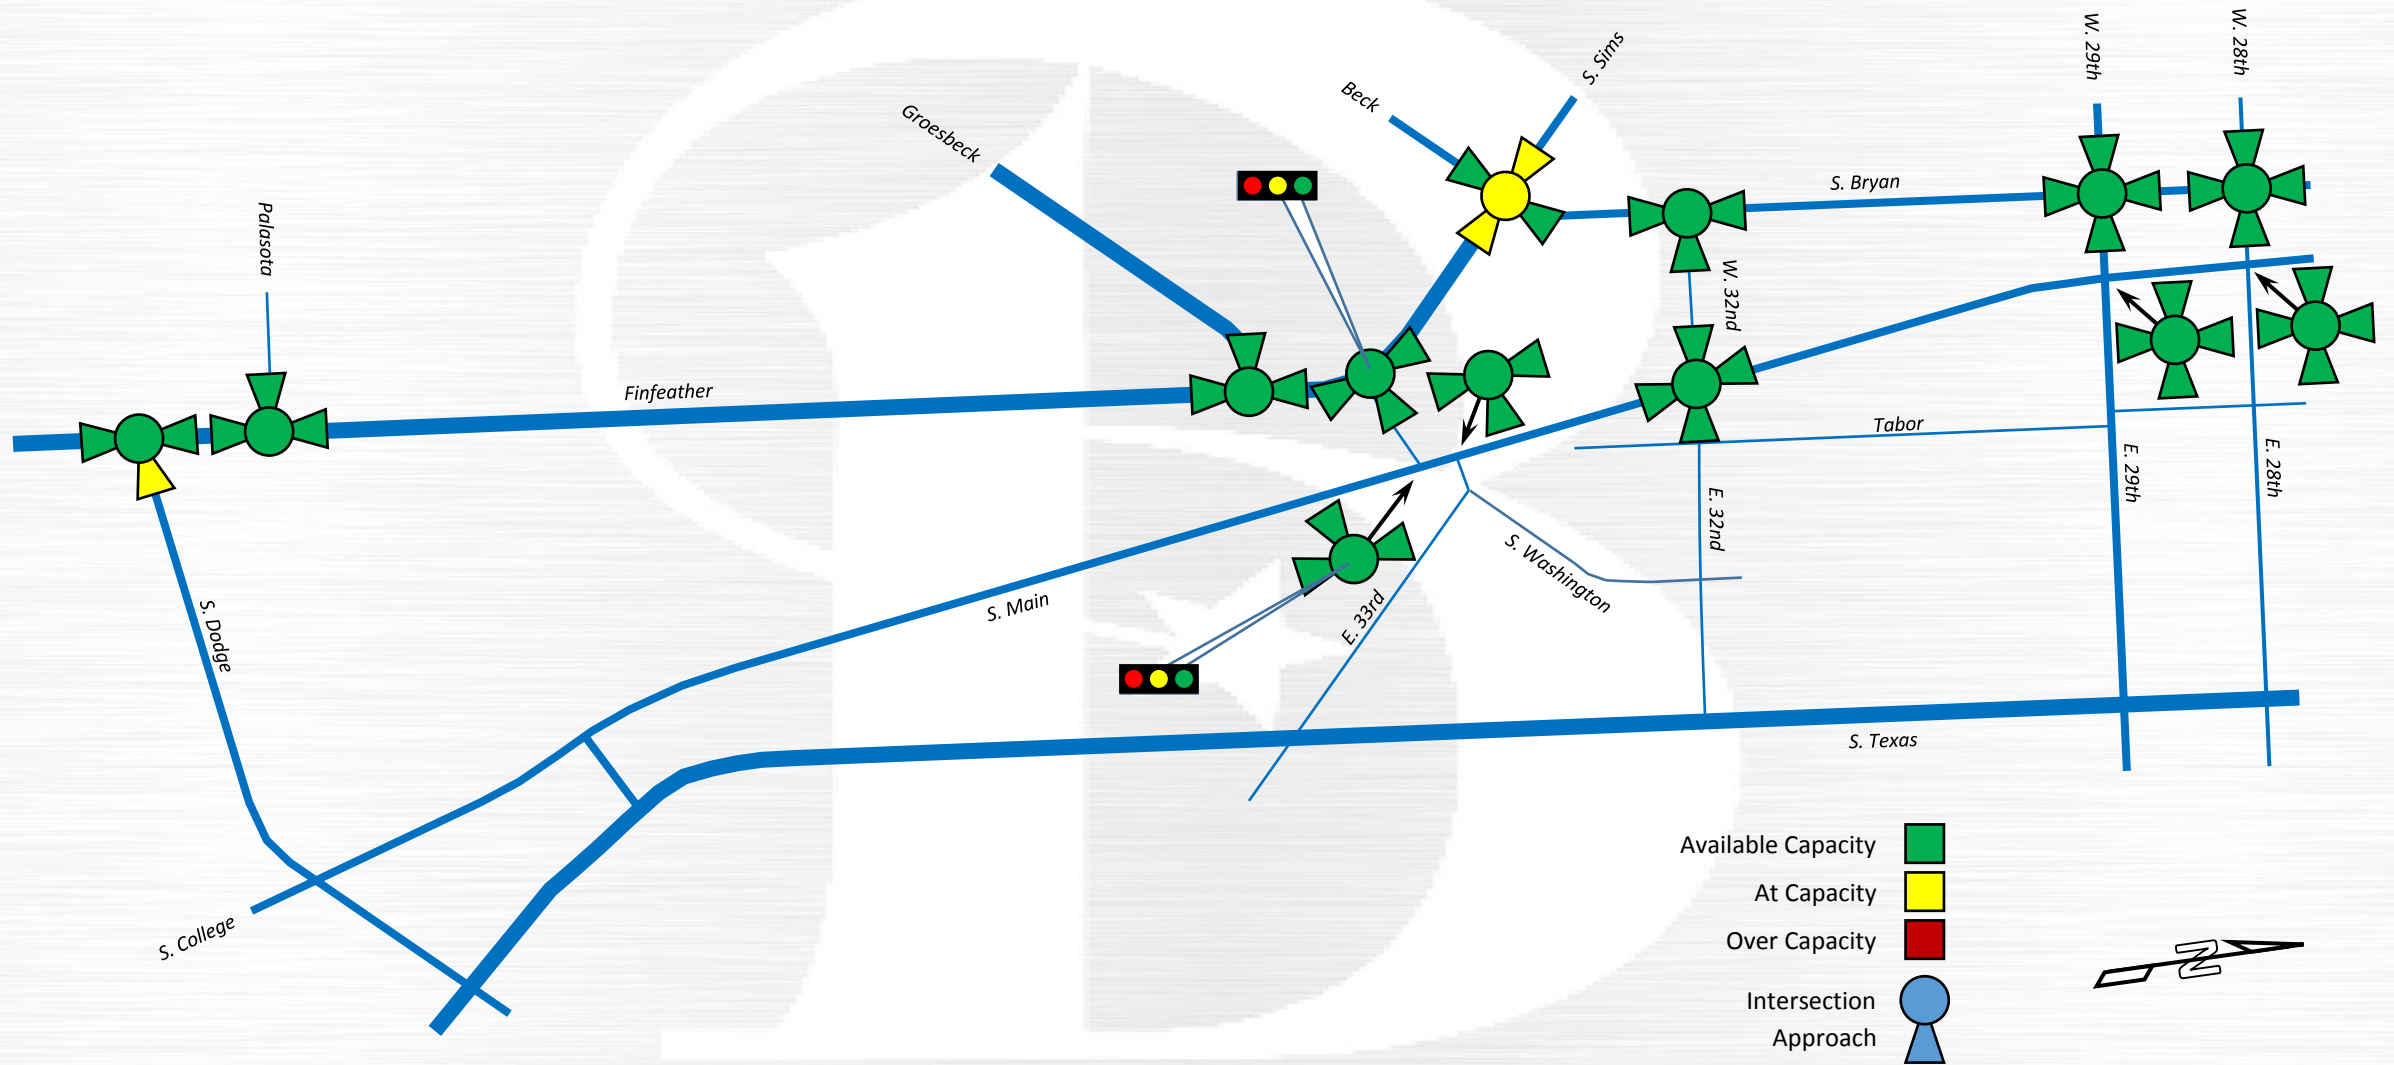 W. 29th
W. 28th
S. Sims
Beck
Groesbeck
S. Bryan
Palasota
W. 32nd
Finfeather
Tabor
E. 29th
E. 28th
E. 32nd
S. Washington
S. Main
E. 33rd
S. Dodge
S. Texas
S. College
Available Capacity
At Capacity
Over Capacity
Intersection
Approach
N